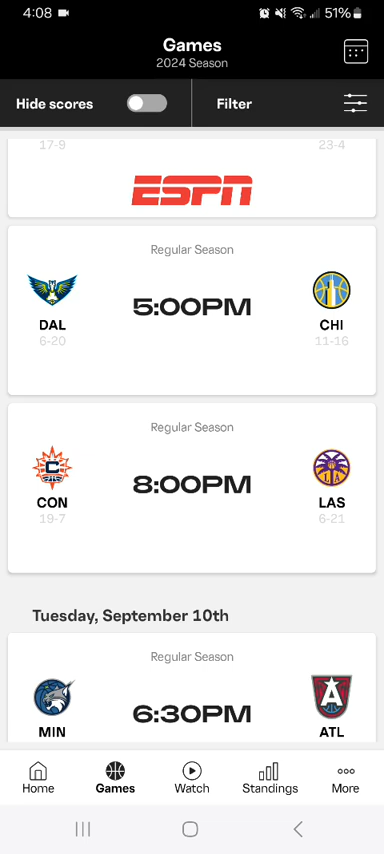 4:08
51%
Games
2024 Season
Hide scores
Filter
17-9
23-4
ESPN
Regular Season
5:00PM
DAL
CHI
6-20
11-16
Regular Season
C
LA
8:00PM
CON
LAS
19-7
6-21
Tuesday, September 10th
Regular Season
A
6:30PM
MIN
ATL
Home
Games
Watch
Standings
More